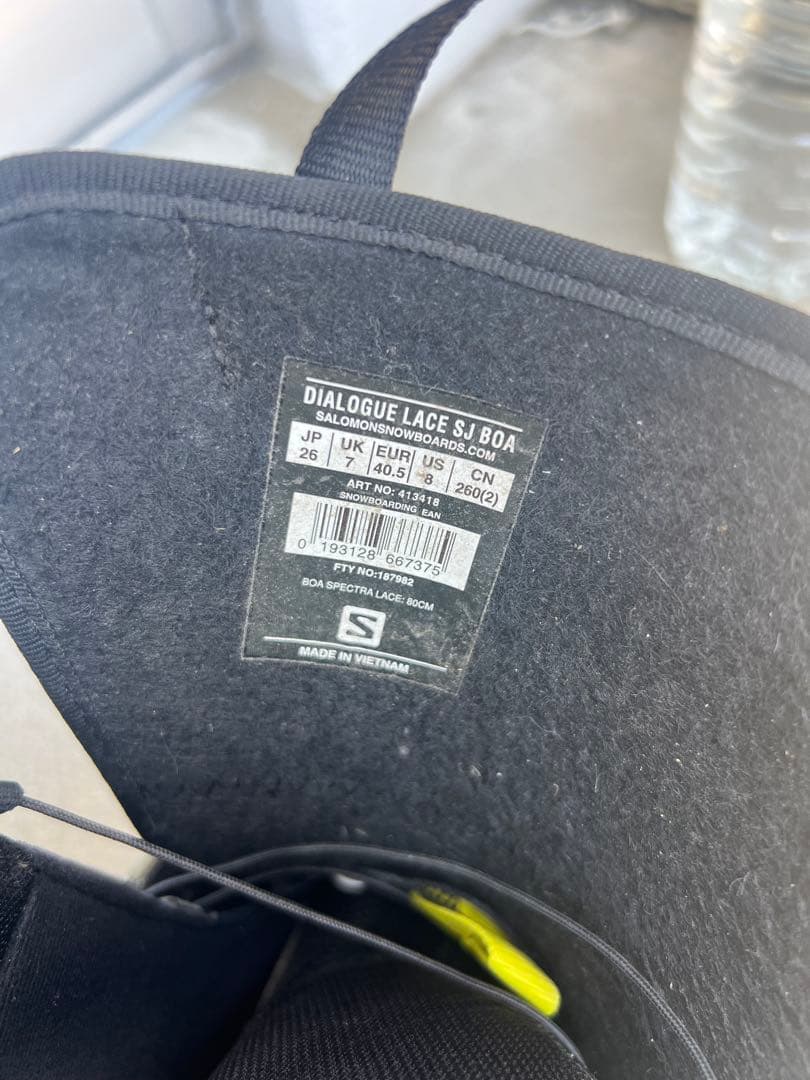 DIALOGUE LACE SJ BOA
SALOMONSNOWBOARDS.COM
JP UK EUR US CN
26 7 40.5 8 260(2)
ART NO: 413418
SNOWBOARDING EAN
0 193128 667375
FTY NO:187982
BOA SPECTRA LACE: 80CM
S
MADE IN VIETNAM